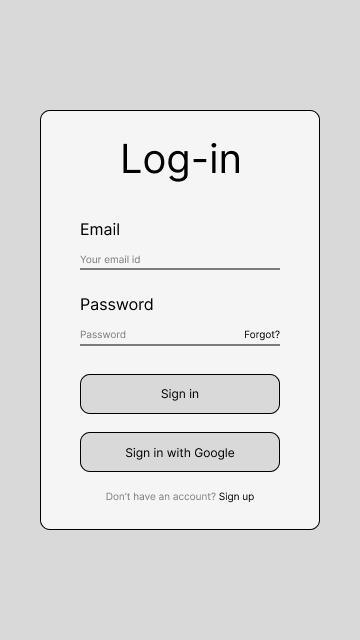 Log-in
Email
Your email id
Password
Password Forgot?
Sign in
Sign in with Google
Don't have an account? Sign up